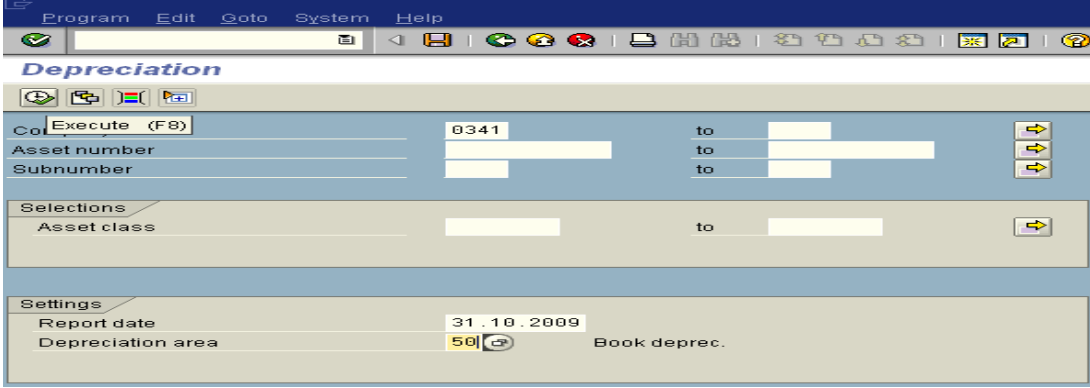 Program Edit Goto System Help
Depreciation
Execute (F8)
Co 0341 to
Asset number to
Subnumber to
Selections
Asset class to
Settings
Report date 31.10.2009
Depreciation area 50 Book deprec.